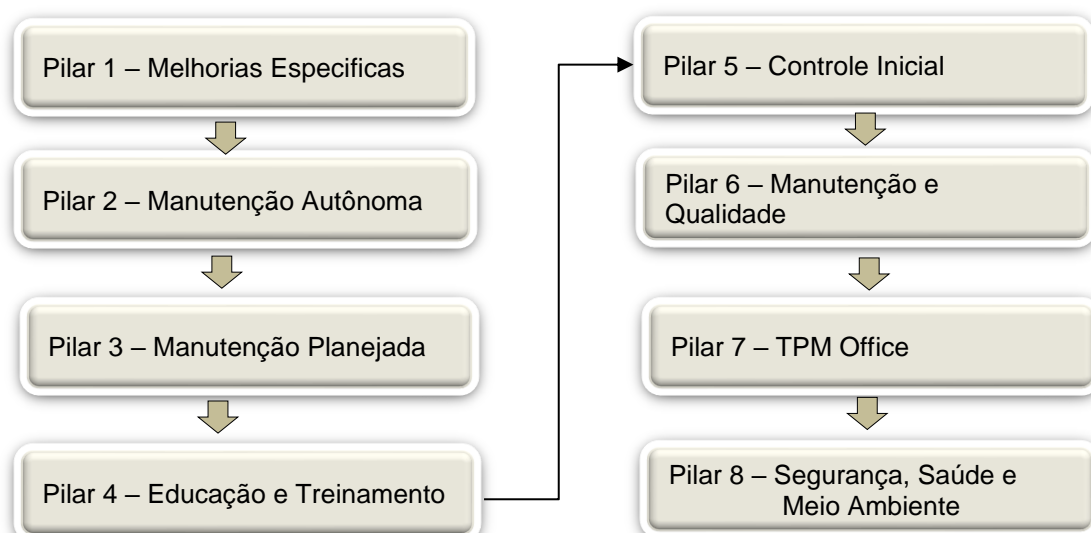 Pilar 1 – Melhorias Especificas
Pilar 2 – Manutenção Autônoma
Pilar 3 – Manutenção Planejada
Pilar 4 – Educação e Treinamento
Pilar 5 – Controle Inicial
Pilar 6 – Manutenção e
Qualidade
Pilar 7 – TPM Office
Pilar 8 – Segurança, Saúde e
Meio Ambiente